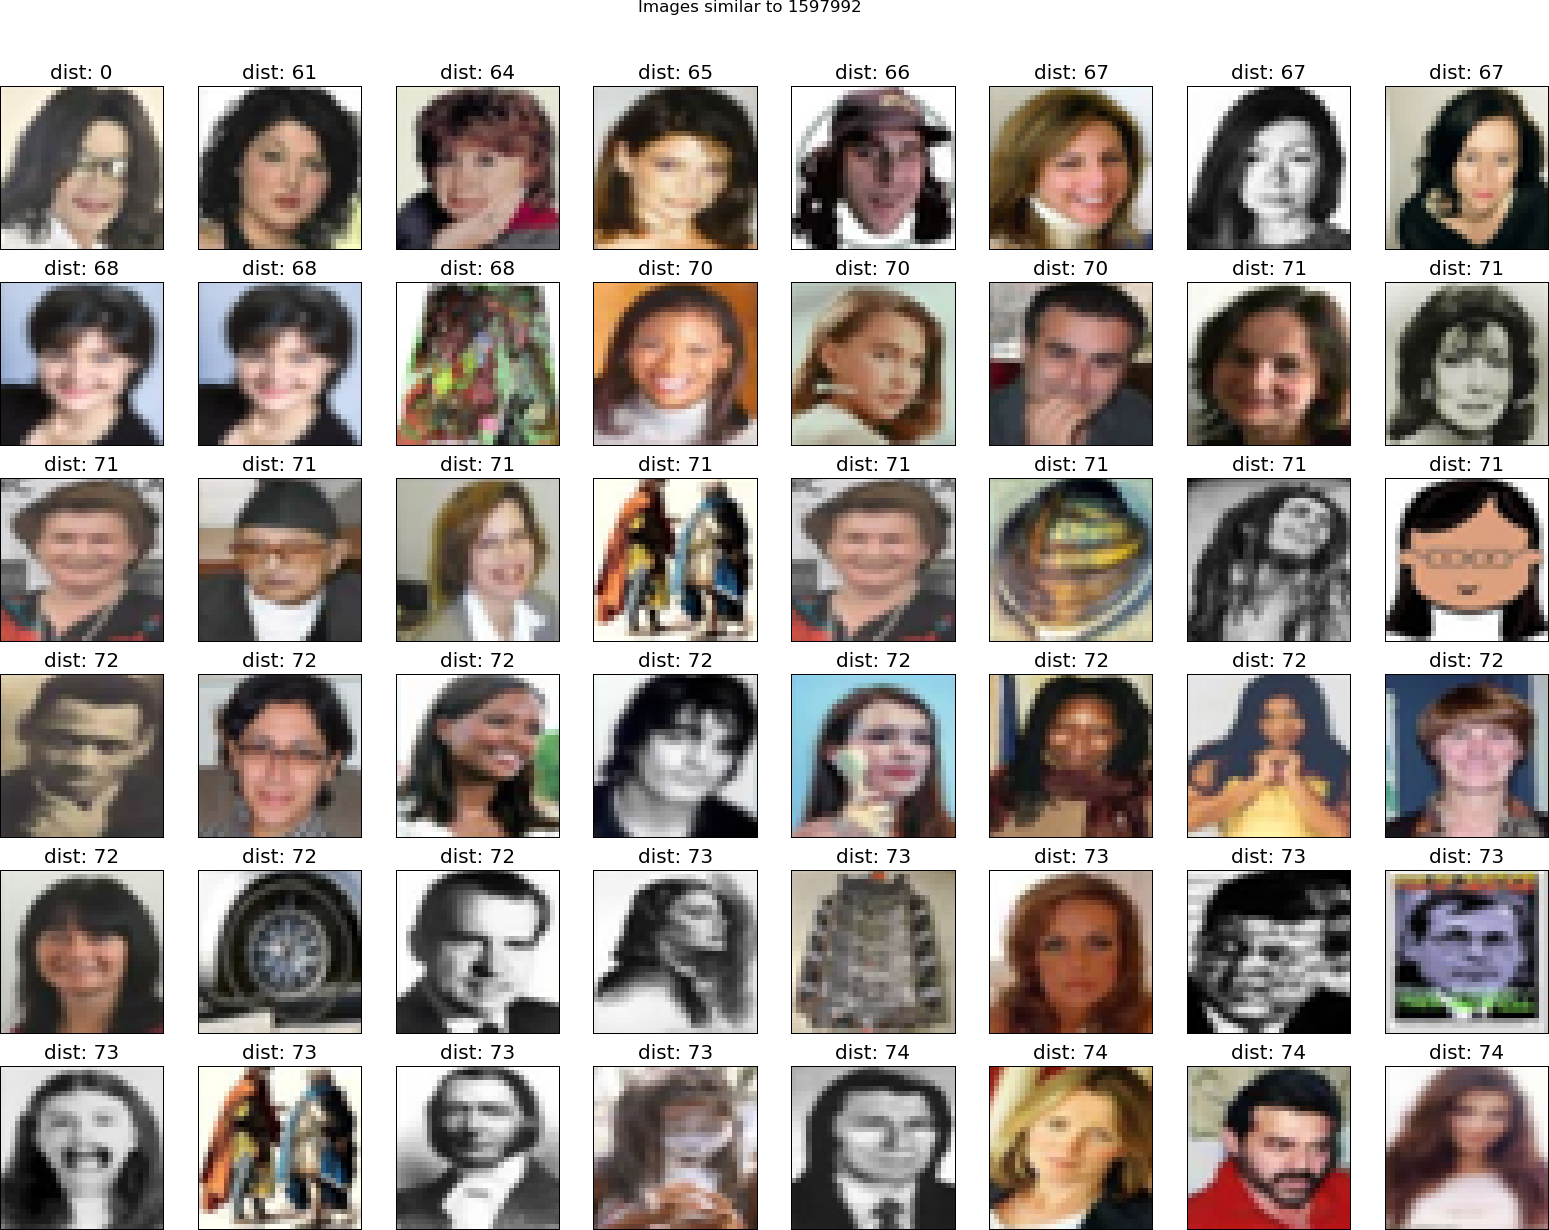 Images similar to 1597992
dist: 0 dist: 61 dist: 64 dist: 65 dist: 66 dist: 67 dist: 67 dist: 67
dist: 68 dist: 68 dist: 68 dist: 70 dist: 70 dist: 70 dist: 71 dist: 71
dist: 71 dist: 71 dist: 71 dist: 71 dist: 71 dist: 71 dist: 71 dist: 71
dist: 72 dist: 72 dist: 72 dist: 72 dist: 72 dist: 72 dist: 72 dist: 72
dist: 72 dist: 72 dist: 72 dist: 73 dist: 73 dist: 73 dist: 73 dist: 73
dist: 73 dist: 73 dist: 73 dist: 73 dist: 74 dist: 74 dist: 74 dist: 74